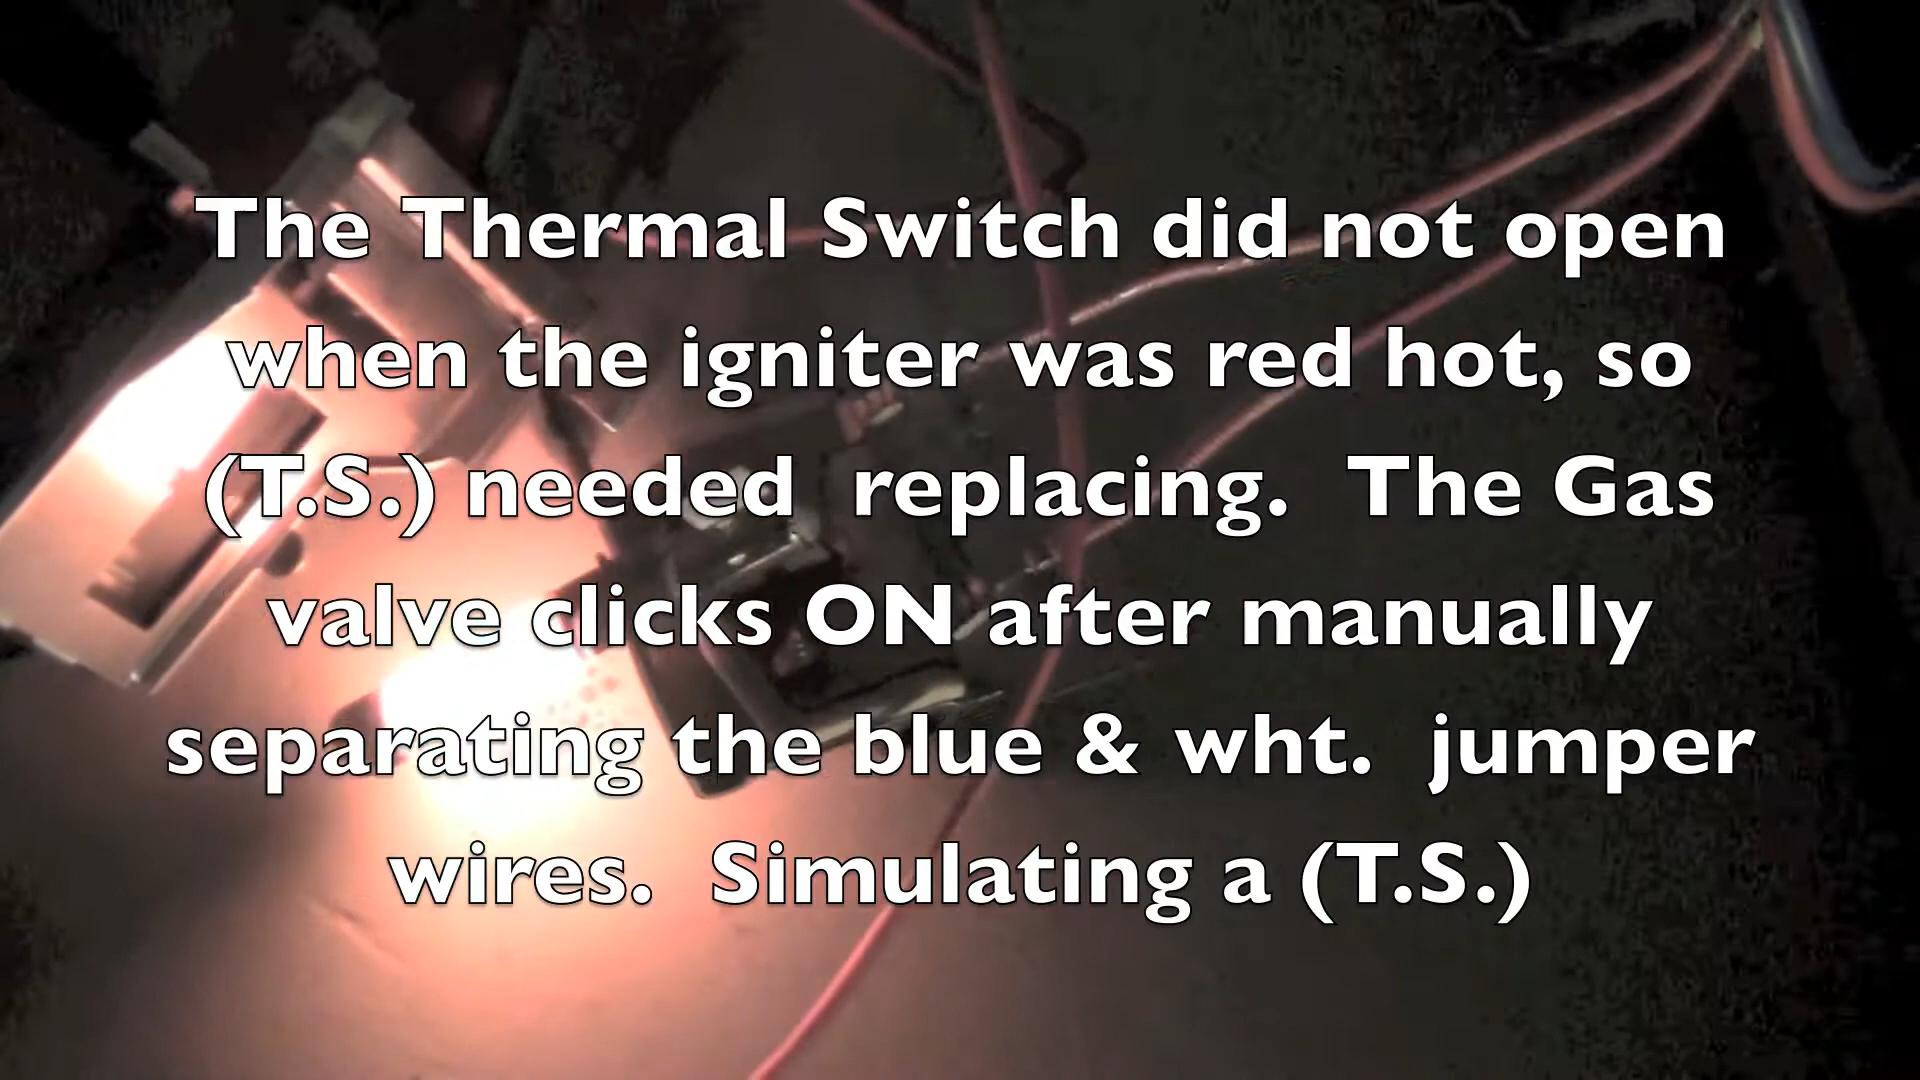 The Thermal Switch did not open
when the igniter was red hot, so
(T.S.) needed  replacing.  The Gas
valve clicks ON after manually
separating the blue & wht.  jumper
wires.  Simulating a (T.S.)